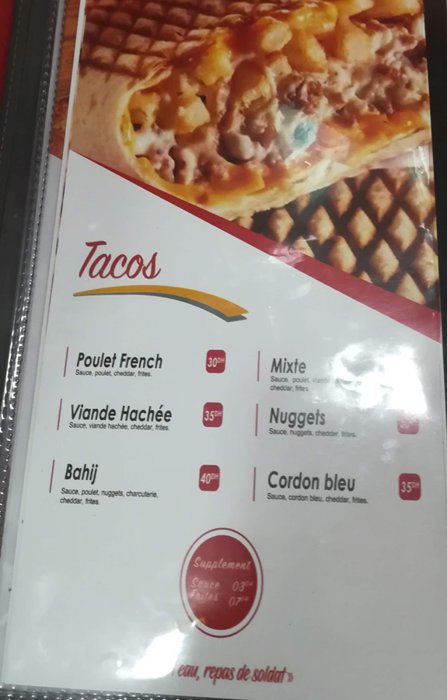 Tacos
Poulet French
30DH
Sauce, poulet, cheddar, frites.
Mixte
Sauce, poulet, viande
cheddar, frites.
Viande Hachée
35DH
Sauce, viande hachée, cheddar, frites.
Nuggets
Sauce, nuggets, cheddar, frites.
Bahij
40DH
Sauce, poulet, nuggets, charcuterie,
cheddar, frites.
Cordon bleu
35DH
Sauce, cordon bleu, cheddar, frites.
Supplement
Sauce 03DH
Frites 07DH
eau, repas de soldat »